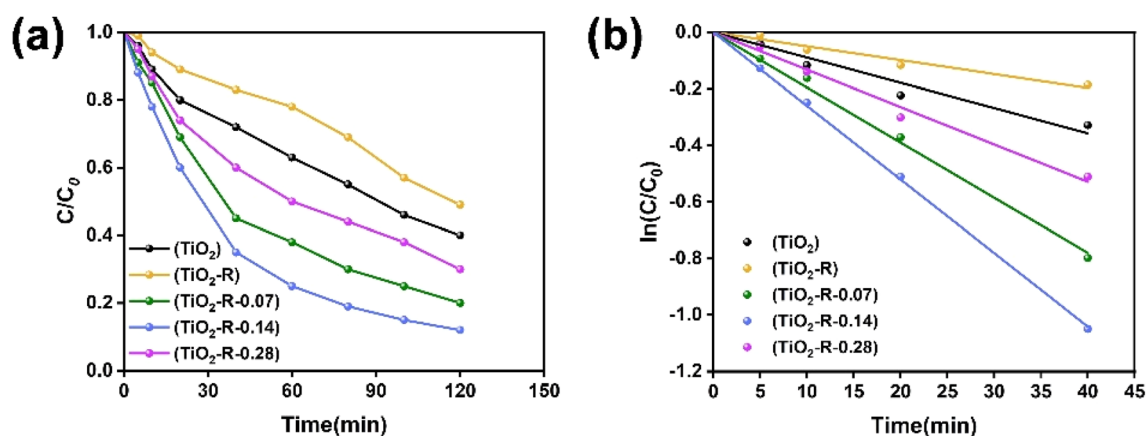 (a)
C/C₀
1.0
0.8
0.6
0.4
0.2
0.0
(TiO₂)
(TiO₂-R)
(TiO₂-R-0.07)
(TiO₂-R-0.14)
(TiO₂-R-0.28)
0 30 60 90 120 150
Time(min)
(b)
ln(C/C₀)
0.0
-0.2
-0.4
-0.6
-0.8
-1.0
-1.2
(TiO₂)
(TiO₂-R)
(TiO₂-R-0.07)
(TiO₂-R-0.14)
(TiO₂-R-0.28)
0 5 10 15 20 25 30 35 40 45
Time(min)